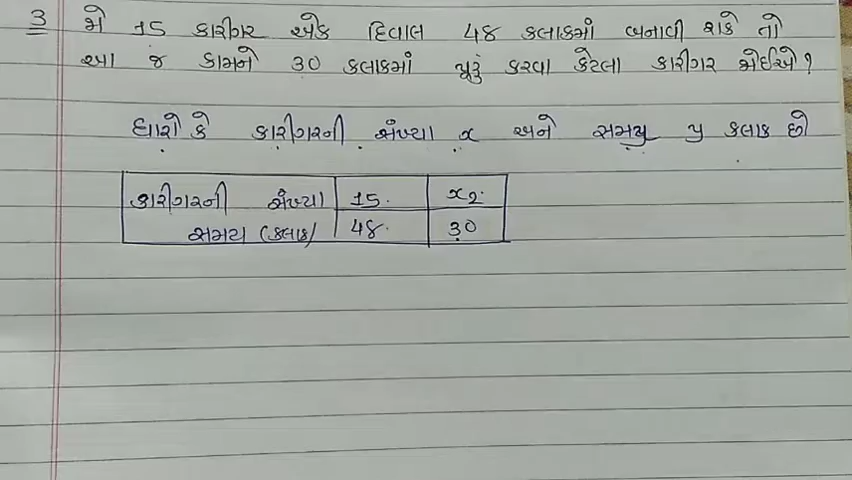 3 જો 15 કારીગર એક દિવાલ 48 કલાકમાં બનાવી શકે તો
આ જ કામને 30 કલાકમાં પૂરું કરવા કેટલા કારીગર જોઈએ?
ધારો કે કારીગરની સંખ્યા x અને સમય y કલાક છે
કારીગરની સંખ્યા 15 x2
સમય (કલાક) 48 30